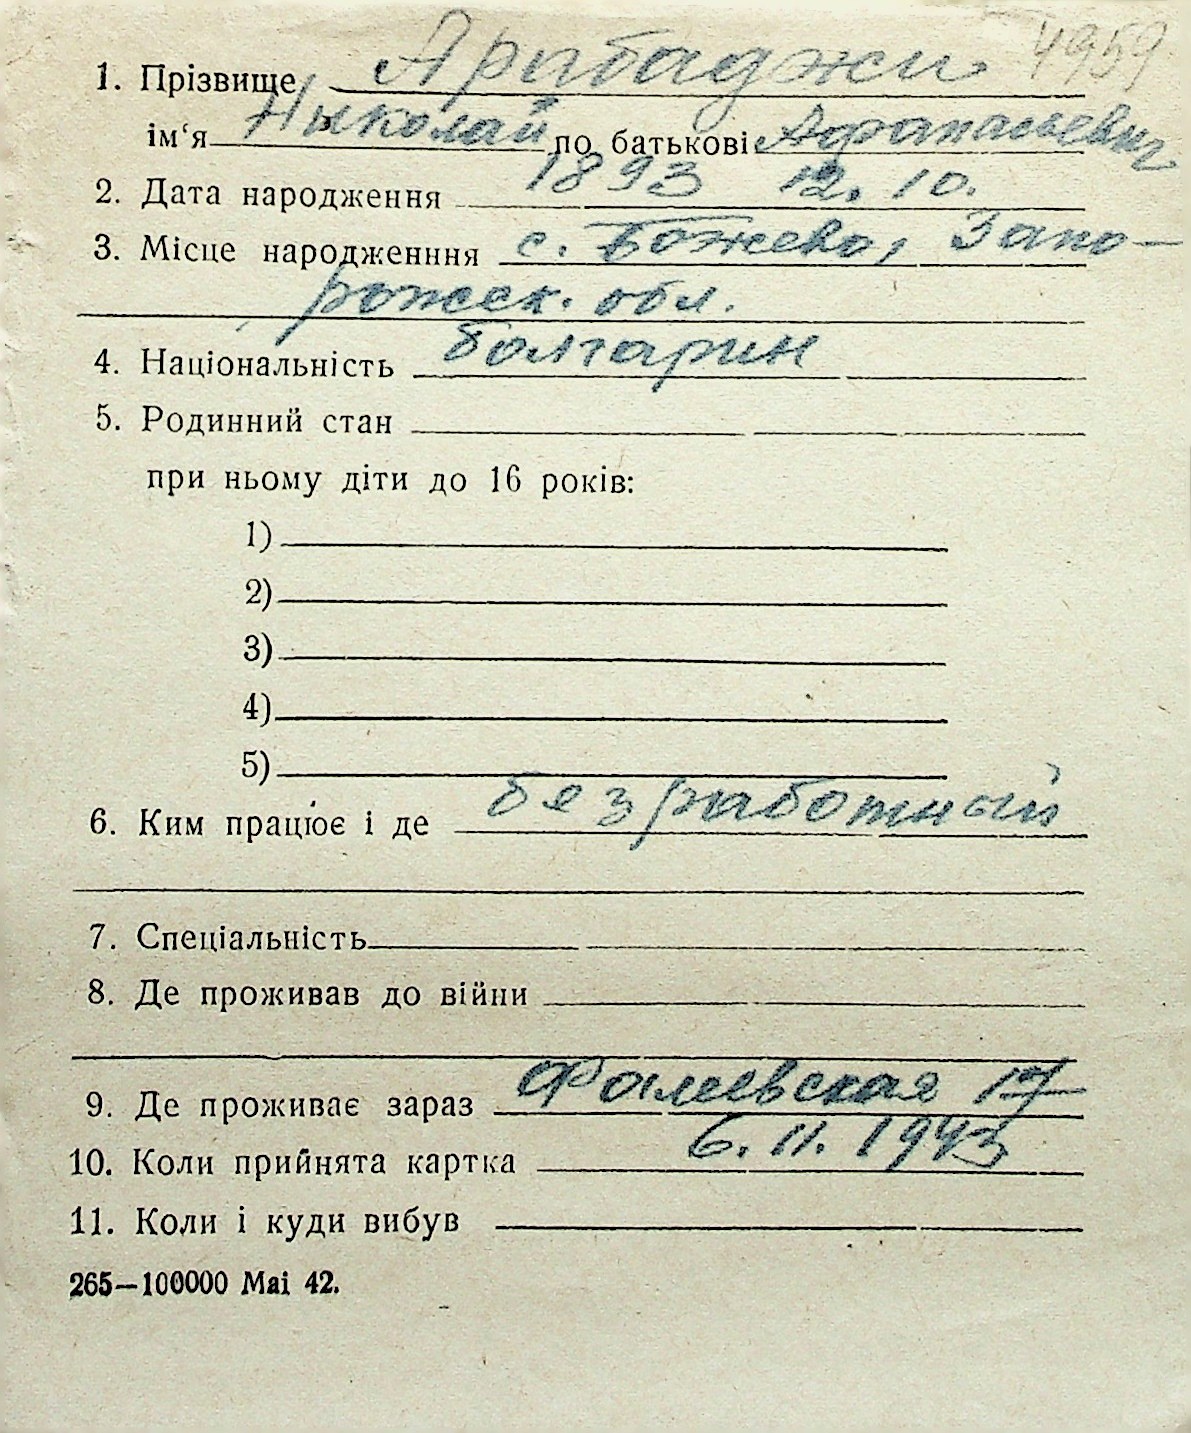 4959
1. Прізвище Арабаджи
ім‘я Николай по батькові Афанасьевич
2. Дата народження 1893 12. 10.
3. Місце народженння с. Божево, Запо-
рожск. обл.
4. Національність болгарин
5. Родинний стан
при ньому діти до 16 років:
1)
2)
3)
4)
5)
6. Ким працює і де безработный
7. Спеціальність
8. Де проживав до війни
9. Де проживає зараз Фалеевская 17
10. Коли прийнята картка 6. 11. 1943
11. Коли і куди вибув
265—100000 Mai 42.